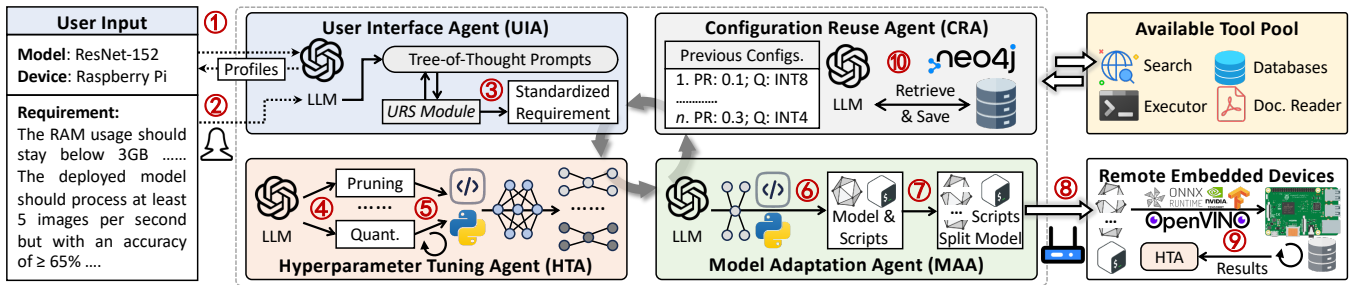 User Input
①
Model: ResNet-152
Device: Raspberry Pi
Profiles
②
Requirement:
The RAM usage should
stay below 3GB ......
The deployed model
should process at least
5 images per second
but with an accuracy
of ≥ 65% ....
User Interface Agent (UIA)
LLM
Tree-of-Thought Prompts
URS Module
③
Standardized
Requirement
Configuration Reuse Agent (CRA)
Previous Configs.
1. PR: 0.1; Q: INT8
.............
n. PR: 0.3; Q: INT4
LLM
⑩
neo4j
Retrieve
& Save
Available Tool Pool
Search
Databases
Executor
Doc. Reader
LLM
④
Pruning
......
Quant.
⑤
</>
......
Hyperparameter Tuning Agent (HTA)
LLM
</>
⑥
$
Model &
Scripts
⑦
$
...
Scripts
Split Model
Model Adaptation Agent (MAA)
⑧
Remote Embedded Devices
...
$
ONNX
RUNTIME
NVIDIA
OpenVINO
⑨
HTA
Results